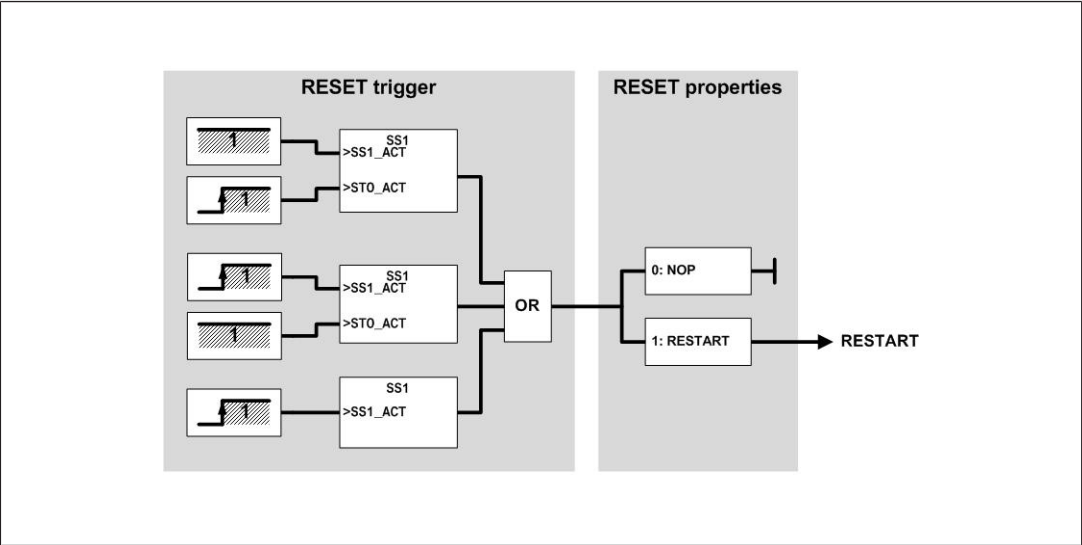 RESET trigger
RESET properties
1
SS1
>SS1_ACT
1
>STO_ACT
1
SS1
>SS1_ACT
1
>STO_ACT
OR
0: NOP
1: RESTART
RESTART
1
SS1
>SS1_ACT